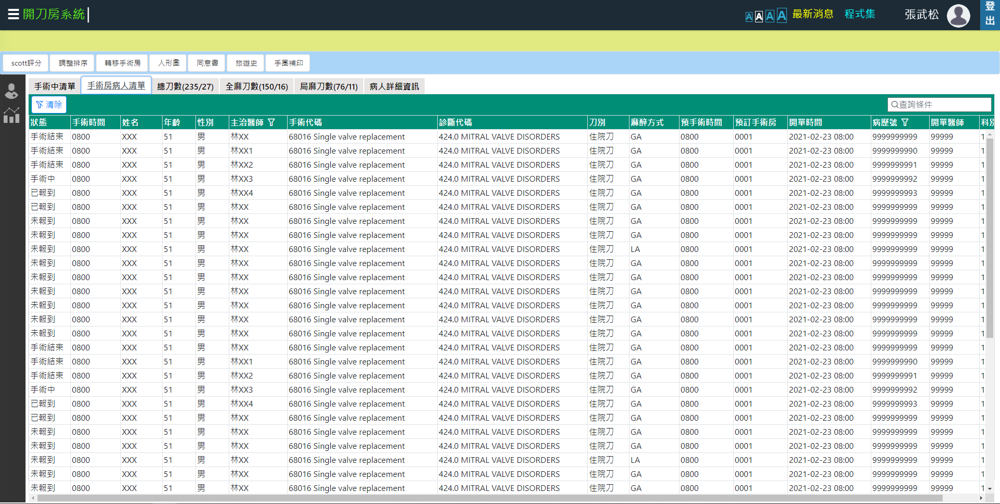 開刀房系統
A A A A 最新消息 程式集 張武松 登出
scott評分 調整排序 轉移手術房 人形圖 同意書 旅遊史 手圈補印
手術中清單 手術房病人清單 總刀數(235/27) 全麻刀數(150/16) 局麻刀數(76/11) 病人詳細資訊
清除 查詢條件
狀態 手術時間 姓名 年齡 性別 主治醫師 手術代碼 診斷代碼 刀別 麻醉方式 預手術時間 預訂手術房 開單時間 病歷號 開單醫師 科別
手術結束 0800 XXX 51 男 林XX 68016 Single valve replacement 424.0 MITRAL VALVE DISORDERS 住院刀 GA 0800 0001 2021-02-23 08:00 9999999999 99999 1
手術結束 0800 XXX 51 男 林XX1 68016 Single valve replacement 424.0 MITRAL VALVE DISORDERS 住院刀 GA 0800 0001 2021-02-23 08:00 9999999990 99999 1
手術結束 0800 XXX 51 男 林XX2 68016 Single valve replacement 424.0 MITRAL VALVE DISORDERS 住院刀 GA 0800 0001 2021-02-23 08:00 9999999991 99999 1
手術中 0800 XXX 51 男 林XX3 68016 Single valve replacement 424.0 MITRAL VALVE DISORDERS 住院刀 GA 0800 0001 2021-02-23 08:00 9999999992 99999 1
已報到 0800 XXX 51 男 林XX4 68016 Single valve replacement 424.0 MITRAL VALVE DISORDERS 住院刀 GA 0800 0001 2021-02-23 08:00 9999999993 99999 1
已報到 0800 XXX 51 男 林XX 68016 Single valve replacement 424.0 MITRAL VALVE DISORDERS 住院刀 GA 0800 0001 2021-02-23 08:00 9999999999 99999 1
未報到 0800 XXX 51 男 林XX 68016 Single valve replacement 424.0 MITRAL VALVE DISORDERS 住院刀 GA 0800 0001 2021-02-23 08:00 9999999999 99999 1
未報到 0800 XXX 51 男 林XX 68016 Single valve replacement 424.0 MITRAL VALVE DISORDERS 住院刀 GA 0800 0001 2021-02-23 08:00 9999999999 99999 1
未報到 0800 XXX 51 男 林XX 68016 Single valve replacement 424.0 MITRAL VALVE DISORDERS 住院刀 LA 0800 0001 2021-02-23 08:00 9999999999 99999 1
未報到 0800 XXX 51 男 林XX 68016 Single valve replacement 424.0 MITRAL VALVE DISORDERS 住院刀 GA 0800 0001 2021-02-23 08:00 9999999999 99999 1
未報到 0800 XXX 51 男 林XX 68016 Single valve replacement 424.0 MITRAL VALVE DISORDERS 住院刀 GA 0800 0001 2021-02-23 08:00 9999999999 99999 1
未報到 0800 XXX 51 男 林XX 68016 Single valve replacement 424.0 MITRAL VALVE DISORDERS 住院刀 GA 0800 0001 2021-02-23 08:00 9999999999 99999 1
未報到 0800 XXX 51 男 林XX 68016 Single valve replacement 424.0 MITRAL VALVE DISORDERS 住院刀 GA 0800 0001 2021-02-23 08:00 9999999999 99999 1
未報到 0800 XXX 51 男 林XX 68016 Single valve replacement 424.0 MITRAL VALVE DISORDERS 住院刀 GA 0800 0001 2021-02-23 08:00 9999999999 99999 1
未報到 0800 XXX 51 男 林XX 68016 Single valve replacement 424.0 MITRAL VALVE DISORDERS 住院刀 GA 0800 0001 2021-02-23 08:00 9999999999 99999 1
手術結束 0800 XXX 51 男 林XX 68016 Single valve replacement 424.0 MITRAL VALVE DISORDERS 住院刀 GA 0800 0001 2021-02-23 08:00 9999999999 99999 1
手術結束 0800 XXX 51 男 林XX1 68016 Single valve replacement 424.0 MITRAL VALVE DISORDERS 住院刀 GA 0800 0001 2021-02-23 08:00 9999999990 99999 1
手術結束 0800 XXX 51 男 林XX2 68016 Single valve replacement 424.0 MITRAL VALVE DISORDERS 住院刀 GA 0800 0001 2021-02-23 08:00 9999999991 99999 1
手術中 0800 XXX 51 男 林XX3 68016 Single valve replacement 424.0 MITRAL VALVE DISORDERS 住院刀 GA 0800 0001 2021-02-23 08:00 9999999992 99999 1
已報到 0800 XXX 51 男 林XX4 68016 Single valve replacement 424.0 MITRAL VALVE DISORDERS 住院刀 GA 0800 0001 2021-02-23 08:00 9999999993 99999 1
已報到 0800 XXX 51 男 林XX 68016 Single valve replacement 424.0 MITRAL VALVE DISORDERS 住院刀 GA 0800 0001 2021-02-23 08:00 9999999999 99999 1
未報到 0800 XXX 51 男 林XX 68016 Single valve replacement 424.0 MITRAL VALVE DISORDERS 住院刀 GA 0800 0001 2021-02-23 08:00 9999999999 99999 1
未報到 0800 XXX 51 男 林XX 68016 Single valve replacement 424.0 MITRAL VALVE DISORDERS 住院刀 GA 0800 0001 2021-02-23 08:00 9999999999 99999 1
未報到 0800 XXX 51 男 林XX 68016 Single valve replacement 424.0 MITRAL VALVE DISORDERS 住院刀 LA 0800 0001 2021-02-23 08:00 9999999999 99999 1
未報到 0800 XXX 51 男 林XX 68016 Single valve replacement 424.0 MITRAL VALVE DISORDERS 住院刀 GA 0800 0001 2021-02-23 08:00 9999999999 99999 1
未報到 0800 XXX 51 男 林XX 68016 Single valve replacement 424.0 MITRAL VALVE DISORDERS 住院刀 GA 0800 0001 2021-02-23 08:00 9999999999 99999 1